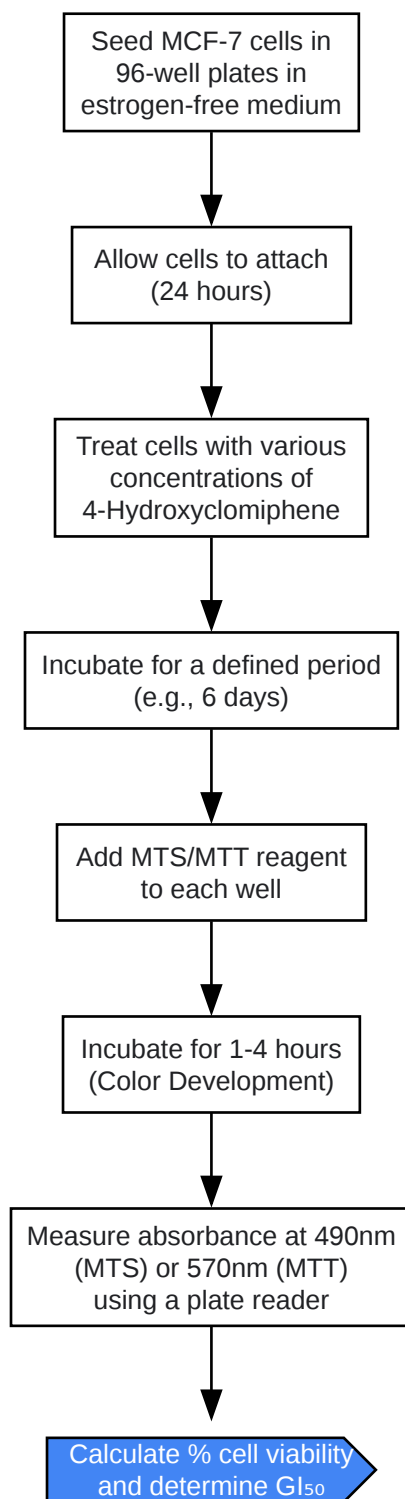 Seed MCF-7 cells in
96-well plates in
estrogen-free medium
Allow cells to attach
(24 hours)
Treat cells with various
concentrations of
4-Hydroxyclomiphene
Incubate for a defined period
(e.g., 6 days)
Add MTS/MTT reagent
to each well
Incubate for 1-4 hours
(Color Development)
Measure absorbance at 490nm
(MTS) or 570nm (MTT)
using a plate reader
Calculate % cell viability
and determine GI₅₀